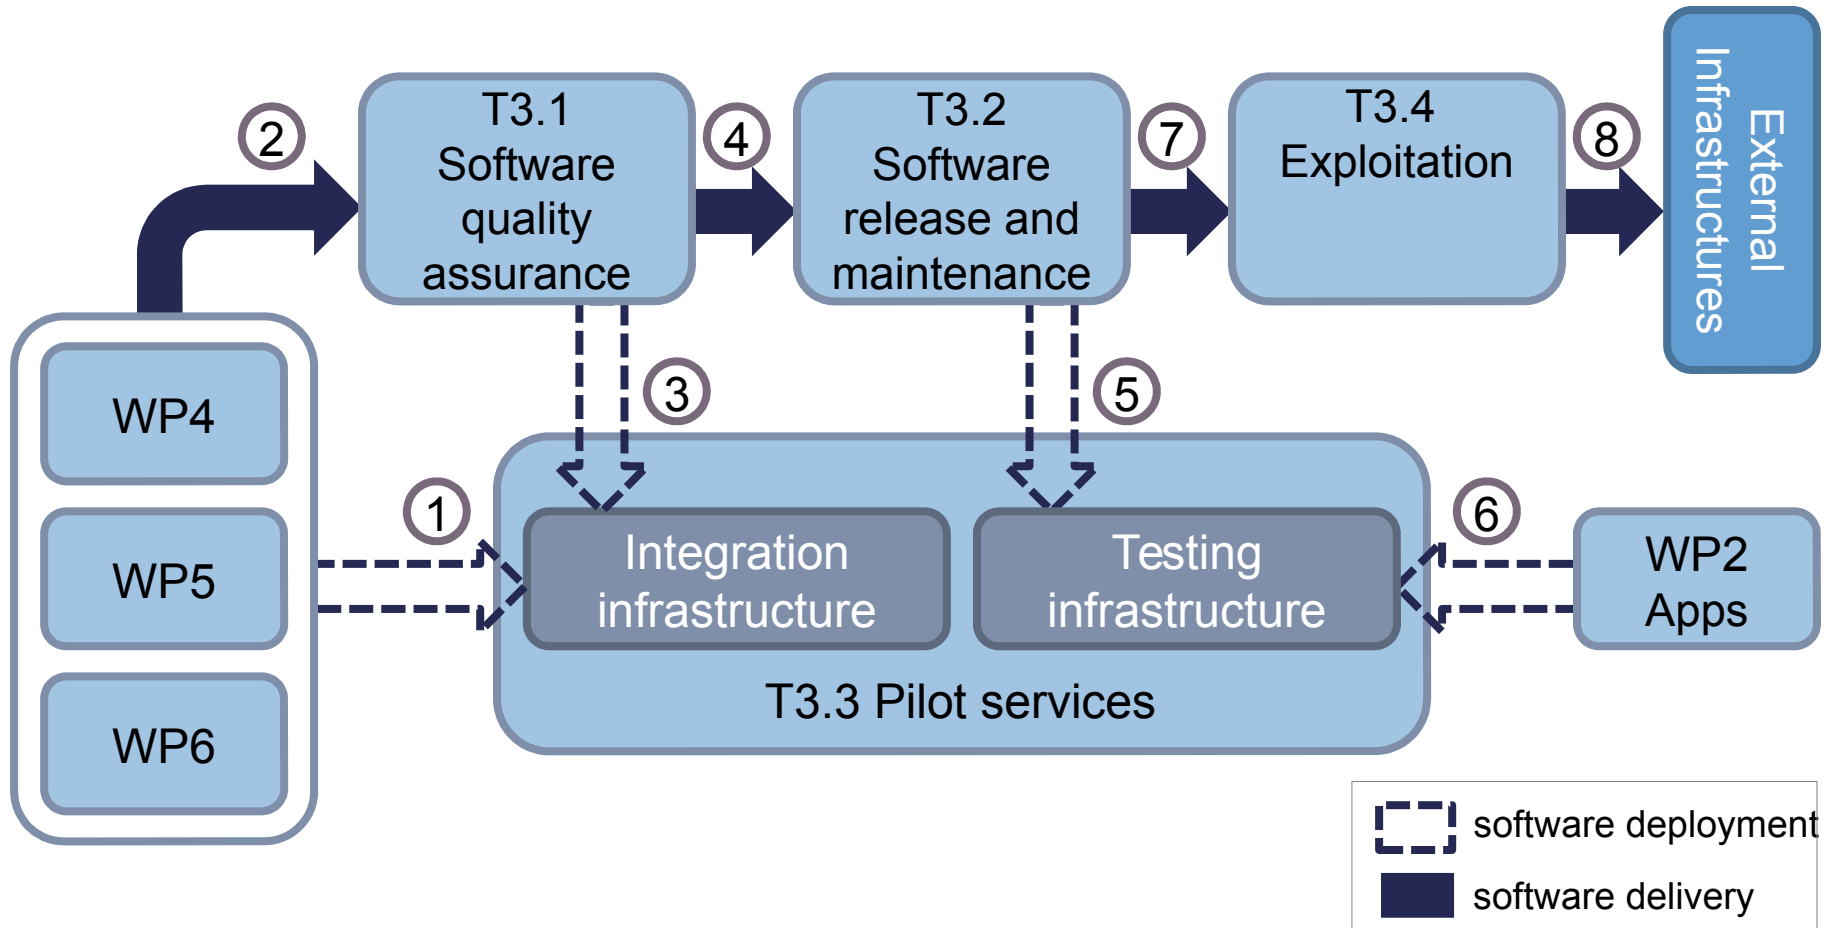 2
T3.1
Software
quality
assurance
4
T3.2
Software
release and
maintenance
7
T3.4
Exploitation
8
External
Infrastructures
WP4
WP5
WP6
3
5
1
Integration
infrastructure
Testing
infrastructure
6
WP2
Apps
T3.3 Pilot services
software deployment
software delivery